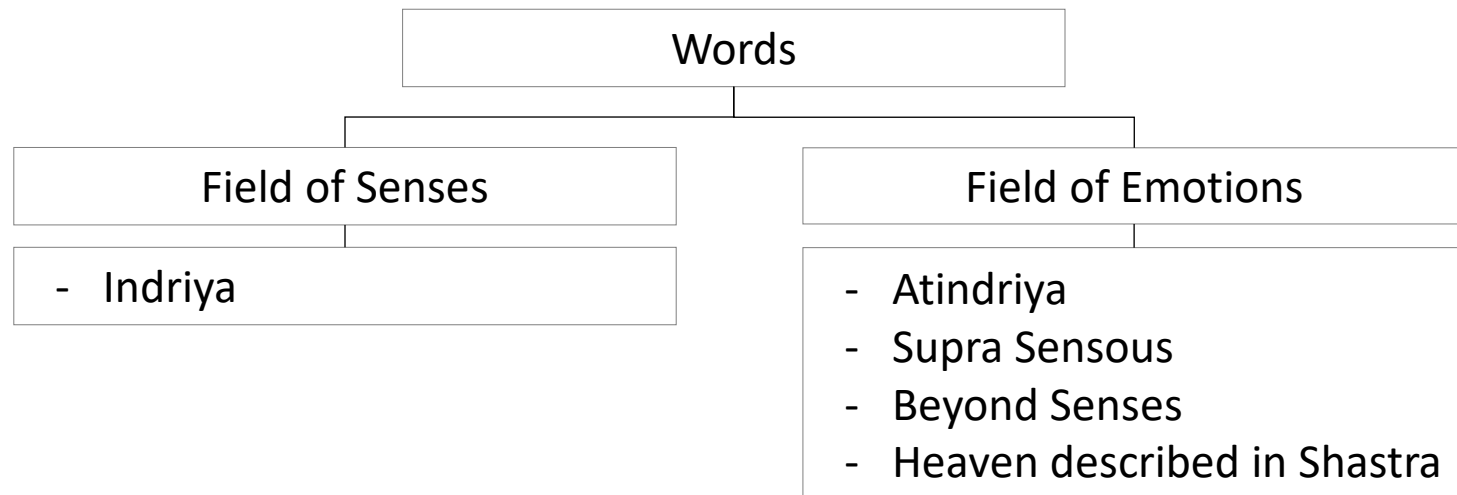 Words
Field of Senses
- Indriya
Field of Emotions
- Atindriya
- Supra Sensous
- Beyond Senses
- Heaven described in Shastra